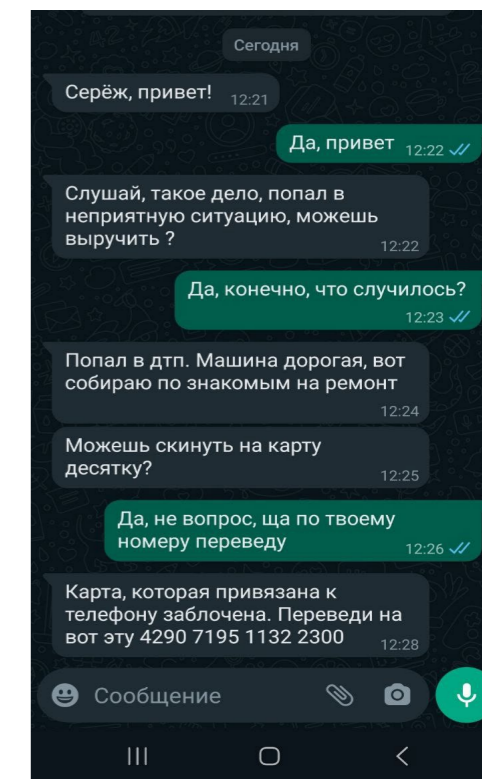 Сегодня
Серёж, привет! 12:21
Да, привет 12:22
Слушай, такое дело, попал в
неприятную ситуацию, можешь
выручить ? 12:22
Да, конечно, что случилось?
12:23
Попал в дтп. Машина дорогая, вот
собираю по знакомым на ремонт
12:24
Можешь скинуть на карту
десятку? 12:25
Да, не вопрос, ща по твоему
номеру переведу 12:26
Карта, которая привязана к
телефону заблочена. Переведи на
вот эту 4290 7195 1132 2300 12:28
Сообщение